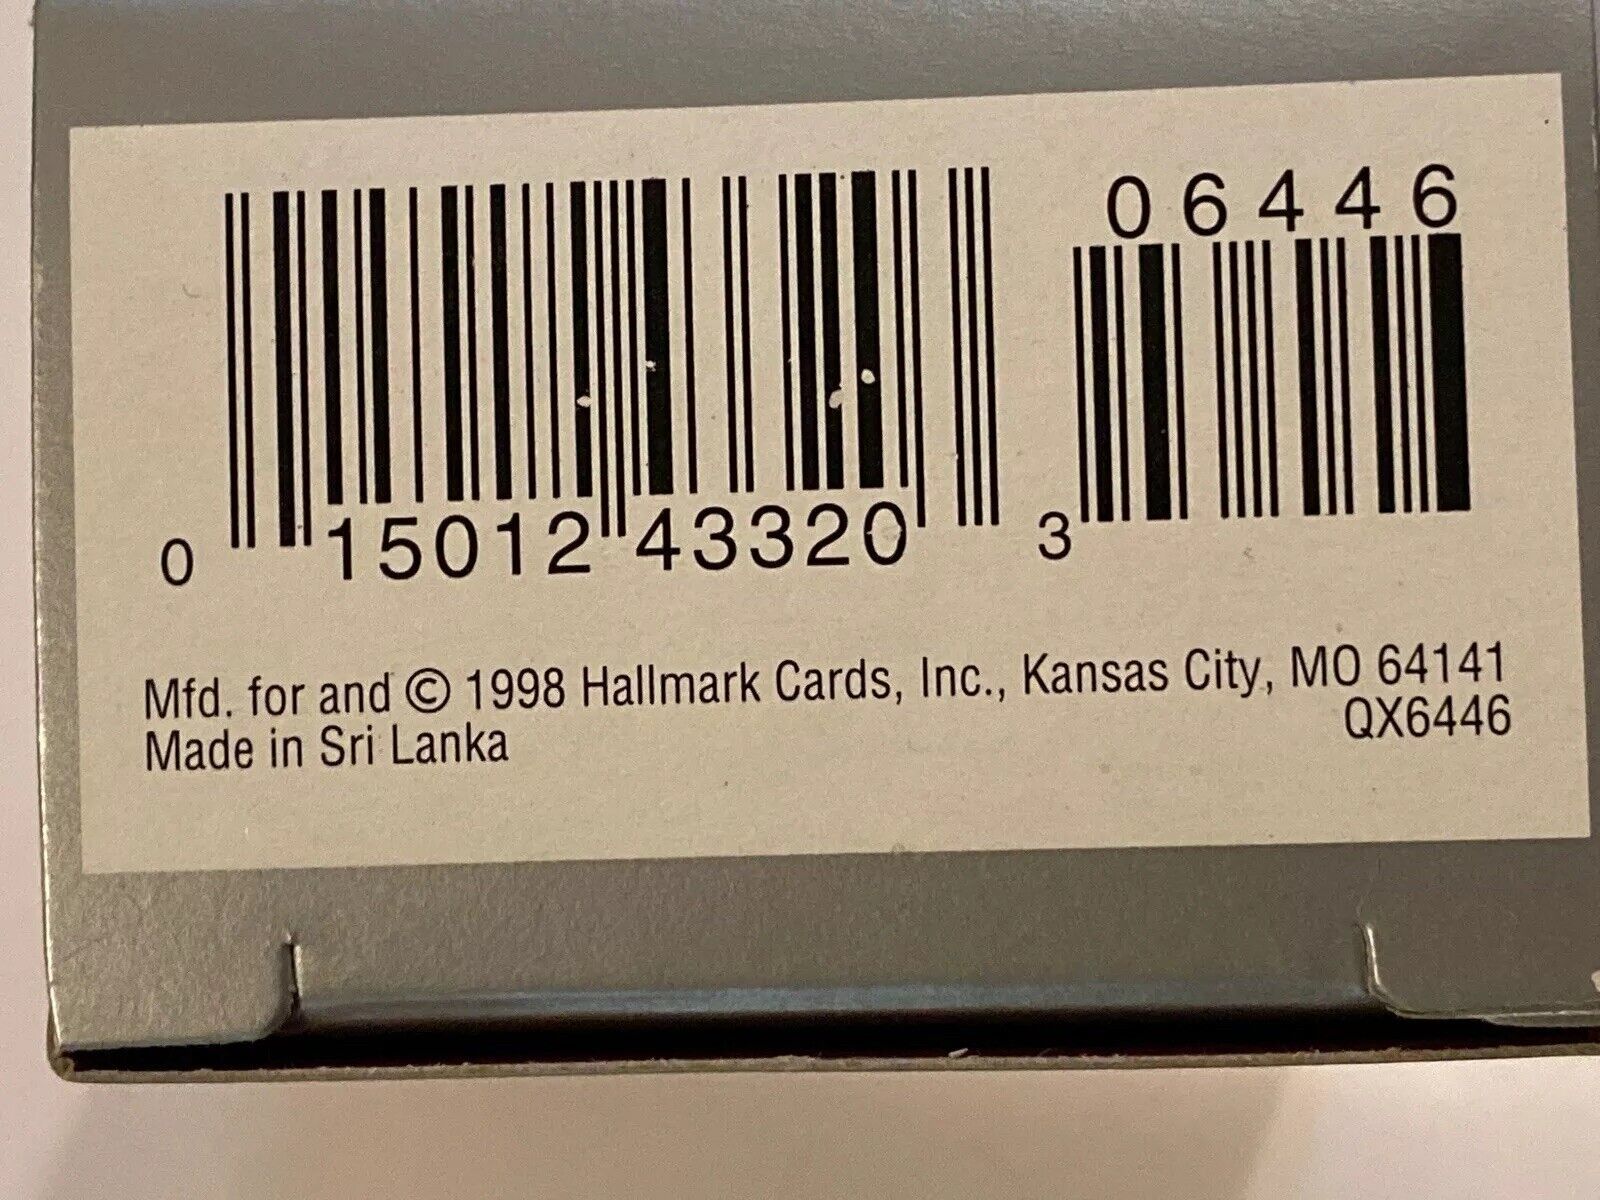 06446
0 15012 43320 3
Mfd. for and © 1998 Hallmark Cards, Inc., Kansas City, MO 64141
QX6446
Made in Sri Lanka